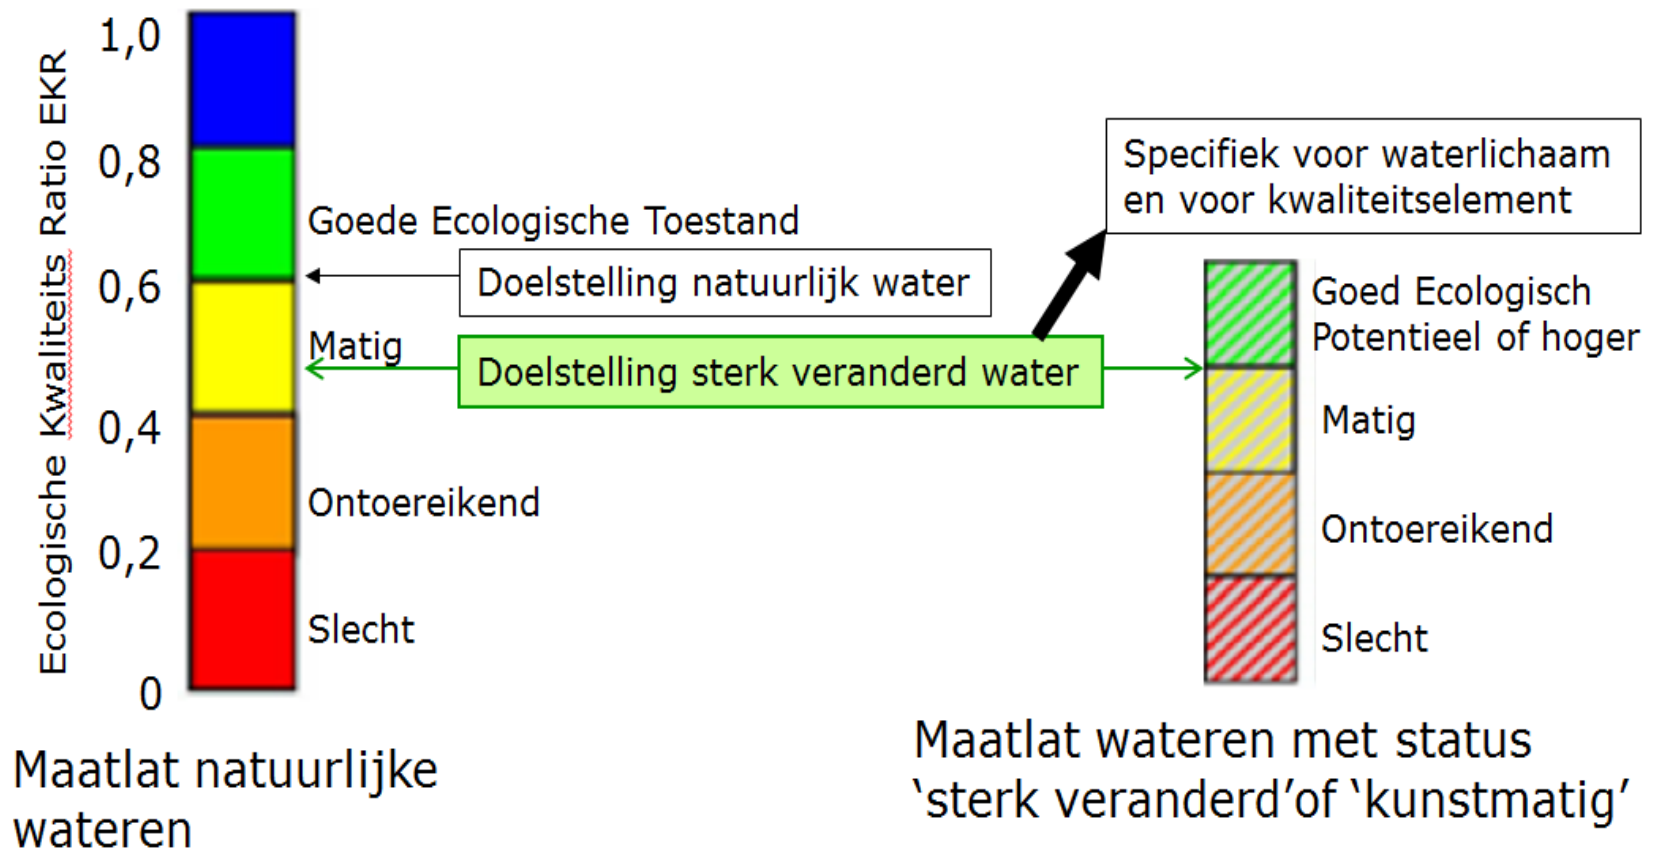 Ecologische Kwaliteits Ratio EKR
1,0
0,8
0,6
0,4
0,2
0
Goede Ecologische Toestand
Doelstelling natuurlijk water
Matig
Doelstelling sterk veranderd water
Ontoereikend
Slecht
Maatlat natuurlijke
wateren
Specifiek voor waterlichaam
en voor kwaliteitselement
Goed Ecologisch
Potentieel of hoger
Matig
Ontoereikend
Slecht
Maatlat wateren met status
‘sterk veranderd’of ‘kunstmatig’